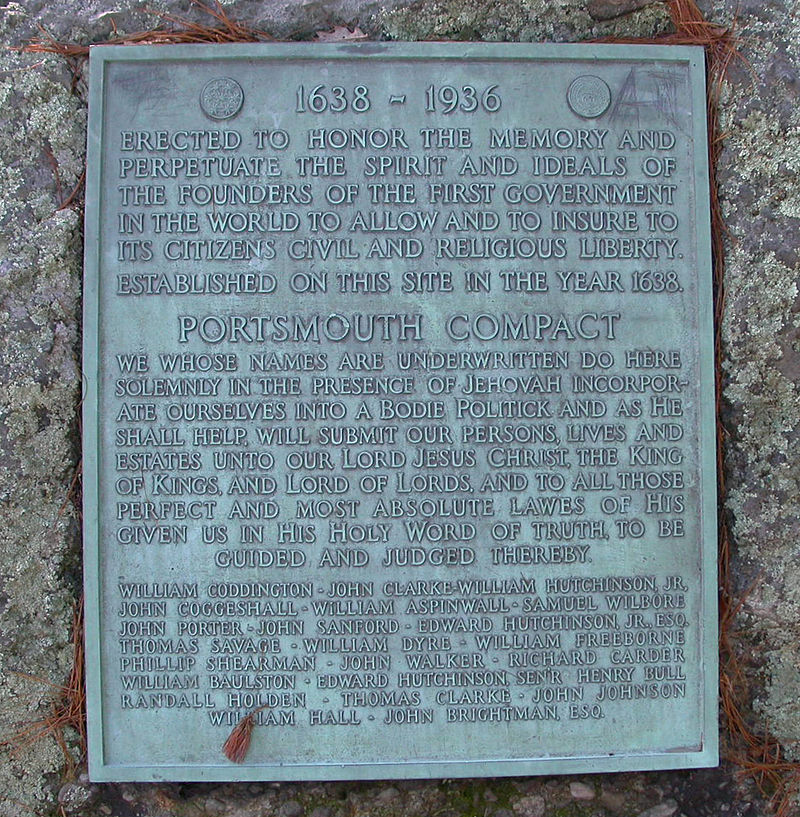 1638 - 1936
ERECTED TO HONOR THE MEMORY AND
PERPETUATE THE SPIRIT AND IDEALS OF
THE FOUNDERS OF THE FIRST GOVERNMENT
IN THE WORLD TO ALLOW AND TO INSURE TO
ITS CITIZENS CIVIL AND RELIGIOUS LIBERTY.
ESTABLISHED ON THIS SITE IN THE YEAR 1638.
PORTSMOUTH COMPACT
WE WHOSE NAMES ARE UNDERWRITTEN DO HERE
SOLEMNLY IN THE PRESENCE OF JEHOVAH INCORPOR-
ATE OURSELVES INTO A BODIE POLITICK AND AS HE
SHALL HELP, WILL SUBMIT OUR PERSONS, LIVES AND
ESTATES UNTO OUR LORD JESUS CHRIST, THE KING
OF KINGS, AND LORD OF LORDS, AND TO ALL THOSE
PERFECT AND MOST ABSOLUTE LAWES OF HIS
GIVEN US IN HIS HOLY WORD OF TRUTH, TO BE
GUIDED AND JUDGED THEREBY.
WILLIAM CODDINGTON - JOHN CLARKE - WILLIAM HUTCHINSON, JR,
JOHN COGGESHALL - WILLIAM ASPINWALL - SAMUEL WILBORE
JOHN PORTER - JOHN SANFORD - EDWARD HUTCHINSON, JR., ESQ.
THOMAS SAVAGE - WILLIAM DYRE - WILLIAM FREEBORNE
PHILLIP SHEARMAN - JOHN WALKER - RICHARD CARDER
WILLIAM BAULSTON - EDWARD HUTCHINSON, SEN'R HENRY BULL
RANDALL HOLDEN - THOMAS CLARKE - JOHN JOHNSON
WILLIAM HALL - JOHN BRIGHTMAN, ESQ.